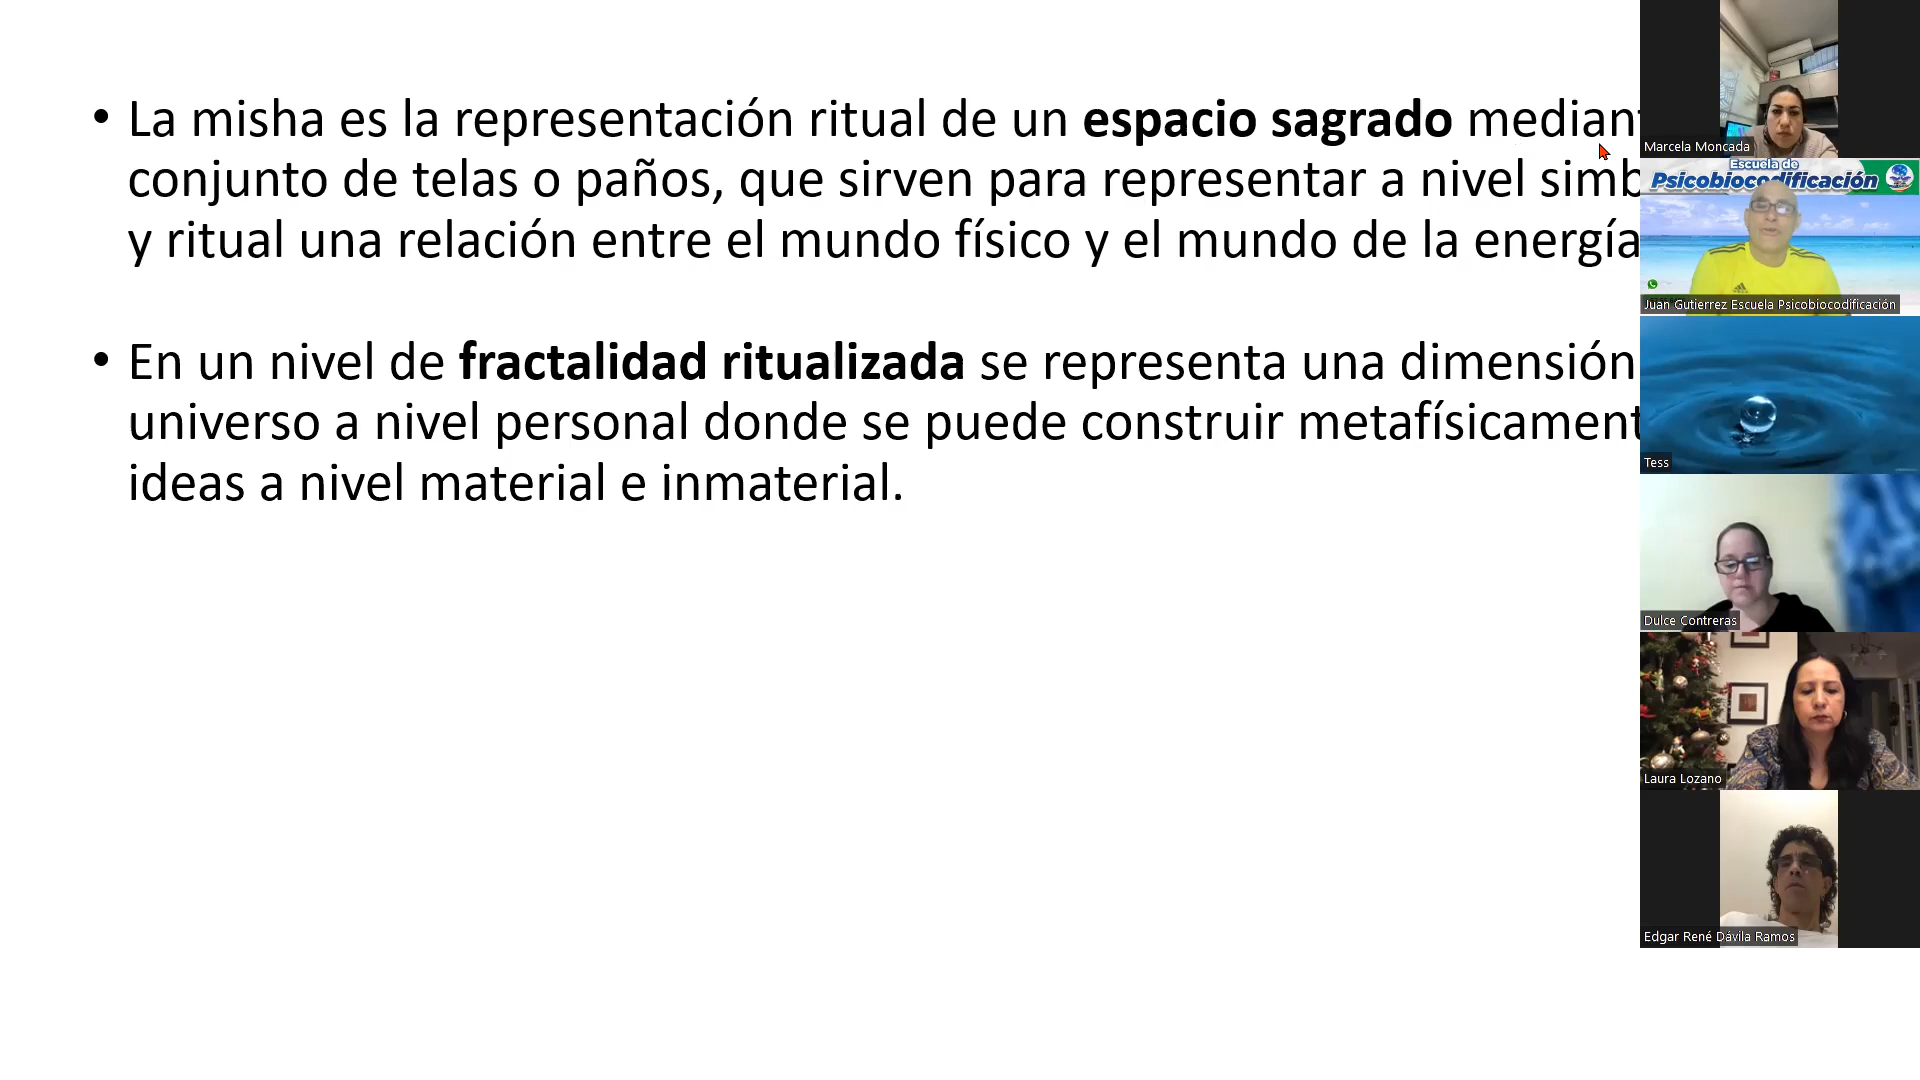 • La misha es la representación ritual de un espacio sagrado median
conjunto de telas o paños, que sirven para representar a nivel simb
y ritual una relación entre el mundo físico y el mundo de la energía
• En un nivel de fractalidad ritualizada se representa una dimensión
universo a nivel personal donde se puede construir metafísicament
ideas a nivel material e inmaterial.
Marcela Moncada
Escuela de
Psicobiocodificación
Juan Gutierrez Escuela Psicobiocodificación
Tess
Dulce Contreras
Laura Lozano
Edgar René Dávila Ramos